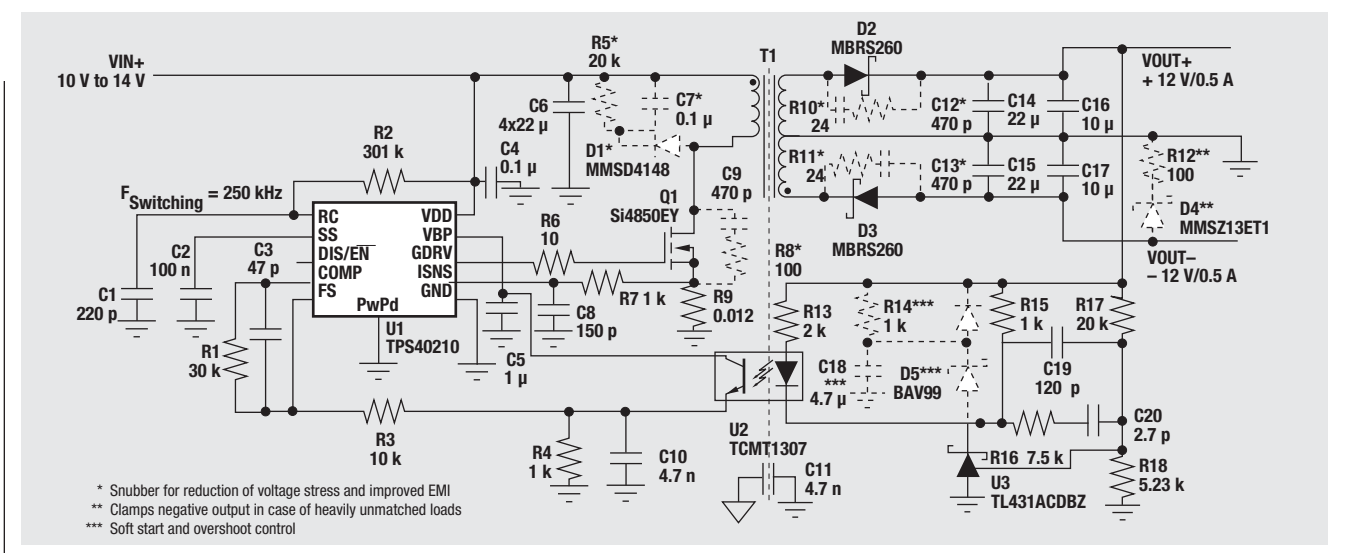 VIN+
10 V to 14 V
R5*
20 k
C7*
0.1 µ
C6
4x22 µ
D1*
MMSD4148
R2
301 k
C4
0.1 µ
FSwitching = 250 kHz
C9
470 p
Q1
Si4850EY
T1
D2
MBRS260
R10*
24
R11*
24
D3
MBRS260
C12*
470 p
C14
22 µ
C16
10 µ
C13*
470 p
C15
22 µ
C17
10 µ
VOUT+
+ 12 V/0.5 A
R12**
100
D4**
MMSZ13ET1
VOUT–
– 12 V/0.5 A
RC
SS
DIS/EN
COMP
FS
VDD
VBP
GDRV
ISNS
GND
PwPd
U1
TPS40210
C1
220 p
C2
100 n
C3
47 p
R1
30 k
R6
10
R7 1 k
R9
0.012
C8
150 p
C5
1 µ
R8*
100
R13
2 k
R14***
1 k
R15
1 k
R17
20 k
C18
***
4.7 µ
D5***
BAV99
C19
120 p
C20
2.7 p
R3
10 k
R4
1 k
C10
4.7 n
U2
TCMT1307
C11
4.7 n
R16 7.5 k
U3
TL431ACDBZ
R18
5.23 k
* Snubber for reduction of voltage stress and improved EMI
** Clamps negative output in case of heavily unmatched loads
*** Soft start and overshoot control